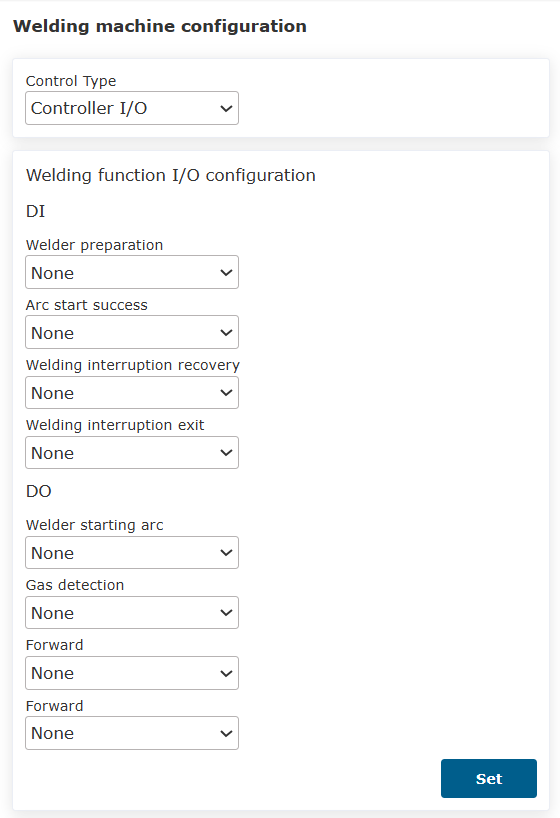 Welding machine configuration
Control Type
Controller I/O
Welding function I/O configuration
DI
Welder preparation
None
Arc start success
None
Welding interruption recovery
None
Welding interruption exit
None
DO
Welder starting arc
None
Gas detection
None
Forward
None
Forward
None
Set